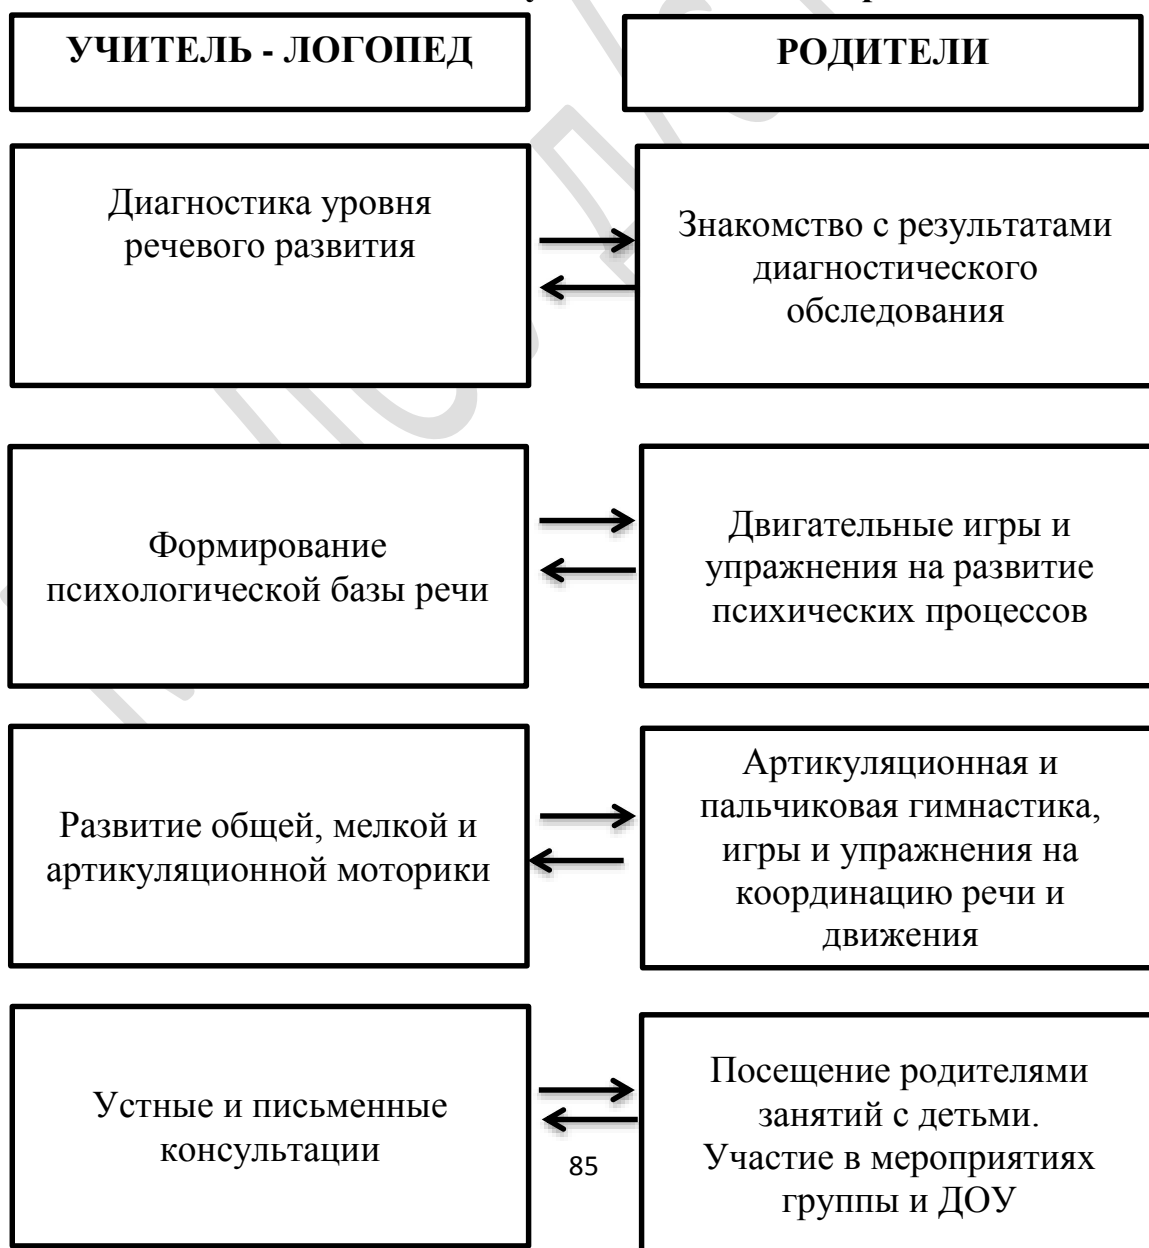 УЧИТЕЛЬ - ЛОГОПЕД
РОДИТЕЛИ
Диагностика уровня
речевого развития
Знакомство с результатами
диагностического
обследования
Формирование
психологической базы речи
Двигательные игры и
упражнения на развитие
психических процессов
Развитие общей, мелкой и
артикуляционной моторики
Артикуляционная и
пальчиковая гимнастика,
игры и упражнения на
координацию речи и
движения
Устные и письменные
консультации
Посещение родителями
занятий с детьми.
Участие в мероприятиях
группы и ДОУ
85